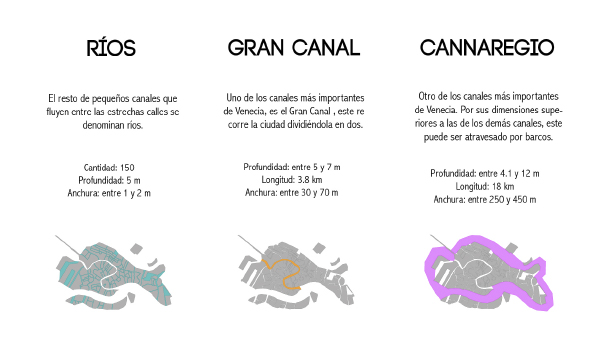 RÍOS
El resto de pequeños canales que
fluyen entre las estrechas calles se
denominan ríos.
Cantidad: 150
Profundidad: 5 m
Anchura: entre 1 y 2 m
GRAN CANAL
Uno de los canales más importantes
de Venecia, es el Gran Canal , este re
corre la ciudad dividiéndola en dos.
Profundidad: entre 5 y 7 m
Longitud: 3.8 km
Anchura: entre 30 y 70 m
CANNAREGIO
Otro de los canales más importantes
de Venecia. Por sus dimensiones supe-
riores a las de los demás canales, este
puede ser atravesado por barcos.
Profundidad: entre 4.1 y 12 m
Longitud: 18 km
Anchura: entre 250 y 450 m